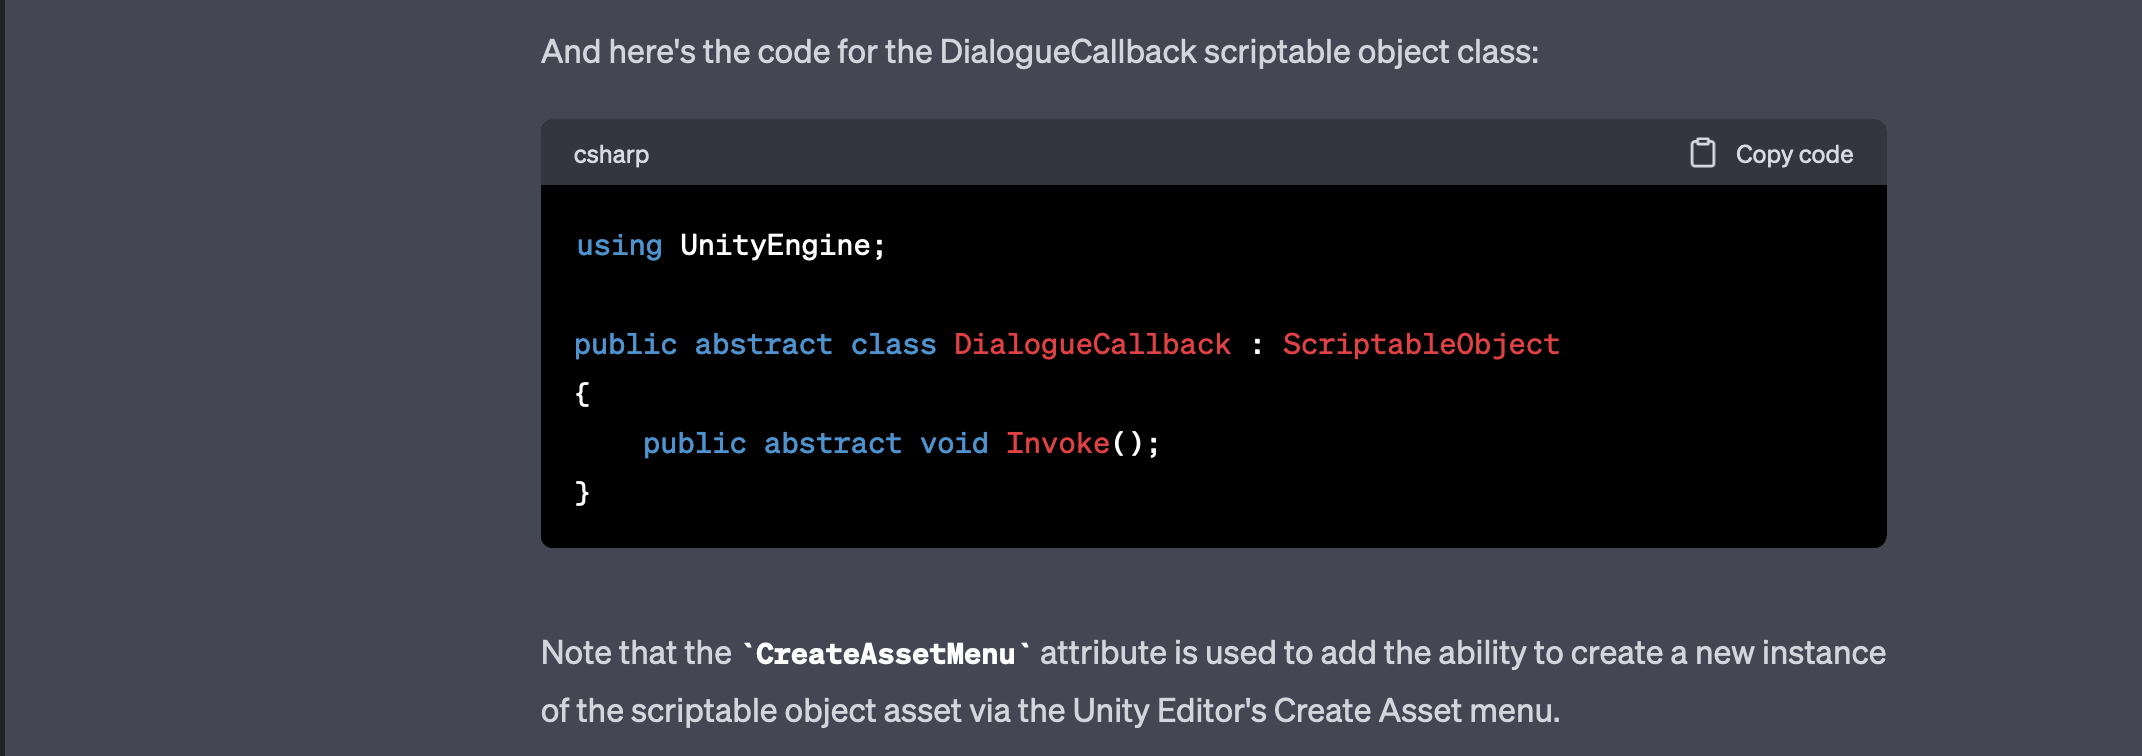 And here's the code for the DialogueCallback scriptable object class:
csharp
Copy code
using UnityEngine;
public abstract class DialogueCallback : ScriptableObject
{
    public abstract void Invoke();
}
Note that the `CreateAssetMenu` attribute is used to add the ability to create a new instance
of the scriptable object asset via the Unity Editor's Create Asset menu.